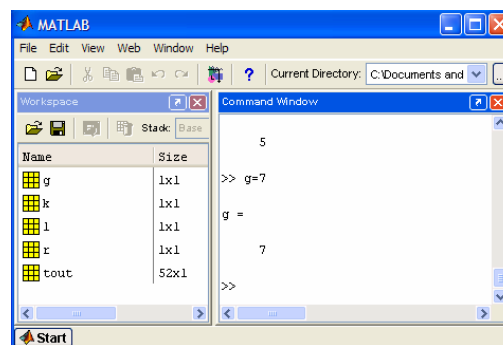 MATLAB
File Edit View Web Window Help
? Current Directory: C:\Documents and ...
Workspace
Stack: Base
Name Size
g 1x1
k 1x1
l 1x1
r 1x1
tout 52x1
Command Window
5
>> g=7
g =
7
>>
Start